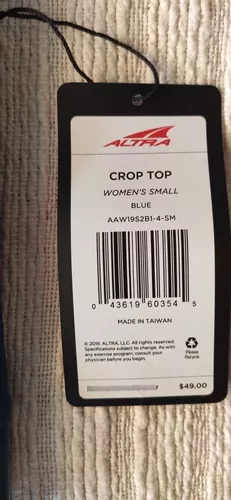 ALTRA
CROP TOP
WOMEN'S SMALL
BLUE
AAW19S2B1-4-SM
0 43619 60354 5
MADE IN TAIWAN
© 2019, ALTRA, LLC. All rights reserved.
Specifications subject to change. As with
any exercise program, consult your
physician before you begin.
Please
Recycle
$49.00